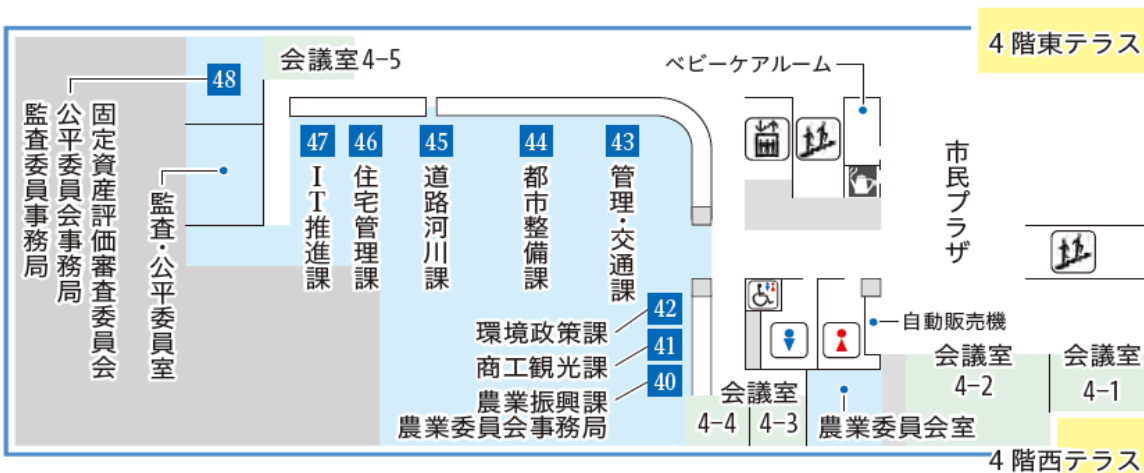 4階東テラス
会議室4-5
ベビーケアルーム
48
固定資産評価審査委員会
公平委員会事務局
監査委員事務局
監査・公平委員室
47
IT推進課
46
住宅管理課
45
道路河川課
44
都市整備課
43
管理・交通課
市民プラザ
42
環境政策課
41
商工観光課
40
農業振興課
農業委員会事務局
自動販売機
会議室
4-4
4-3
農業委員会室
会議室
4-2
会議室
4-1
4階西テラス